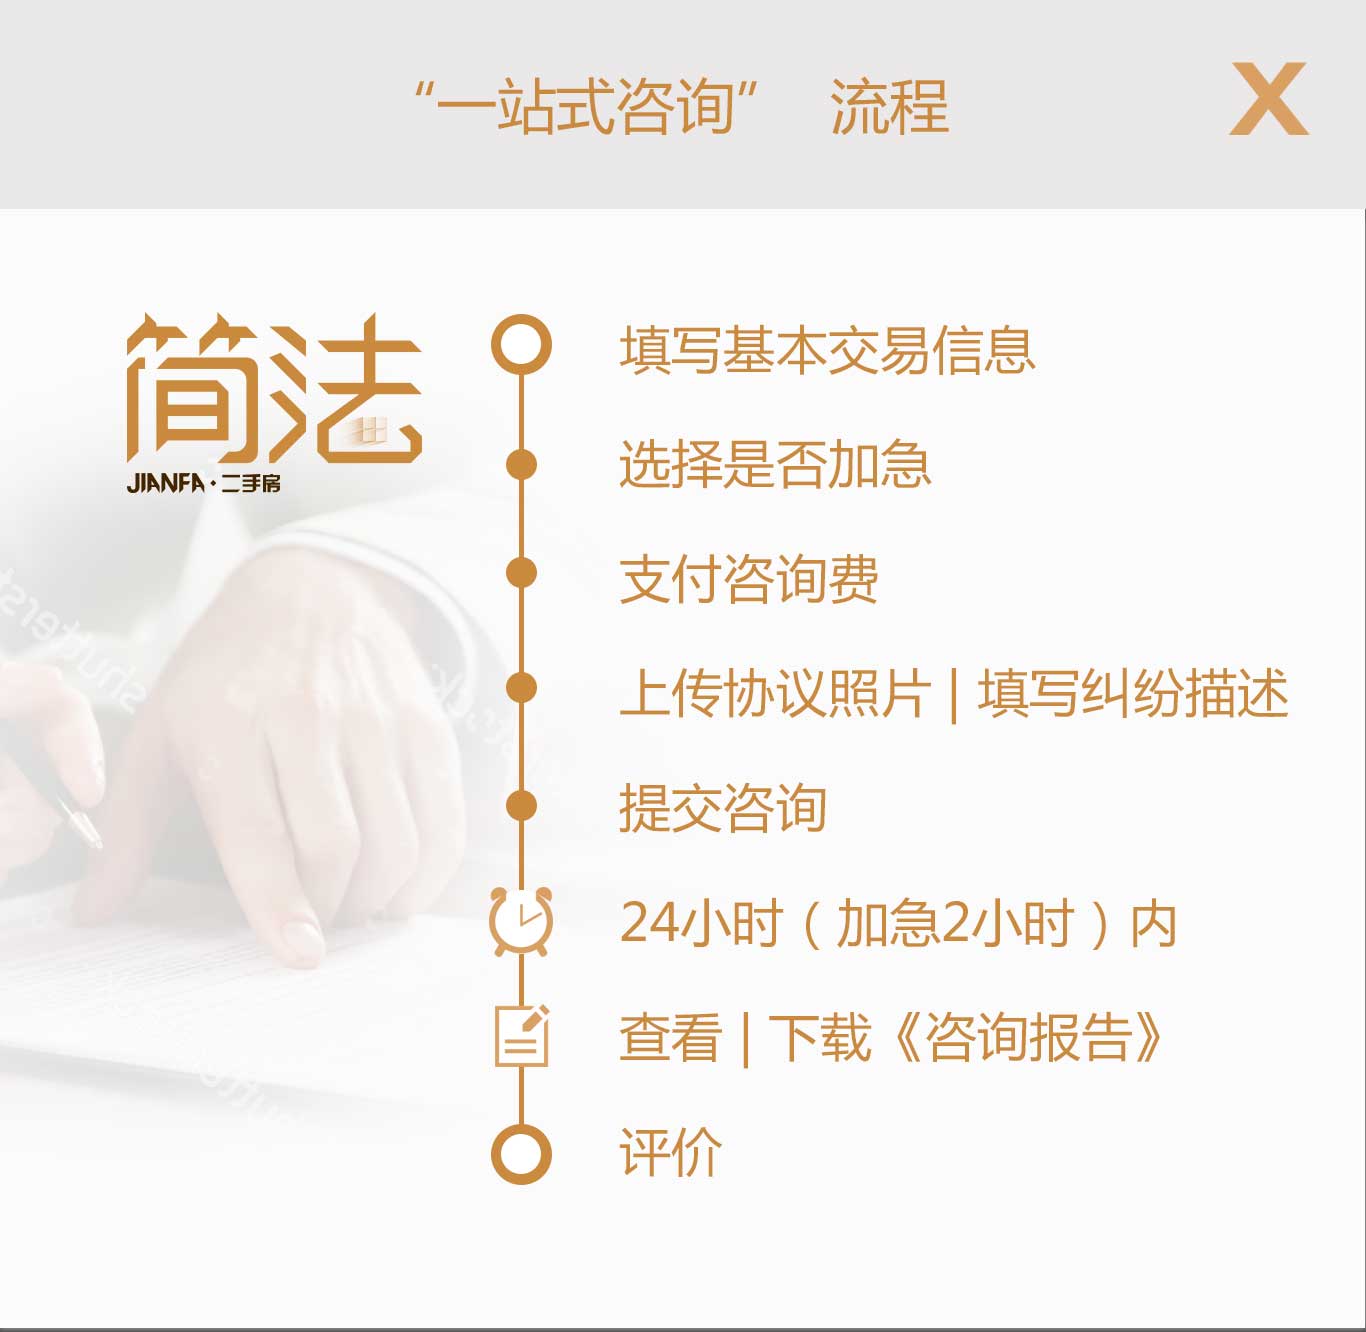 “一站式咨询” 流程
X
简法
JIANFA·二手房
填写基本交易信息
选择是否加急
支付咨询费
上传协议照片 | 填写纠纷描述
提交咨询
24小时（加急2小时）内
查看 | 下载《咨询报告》
评价